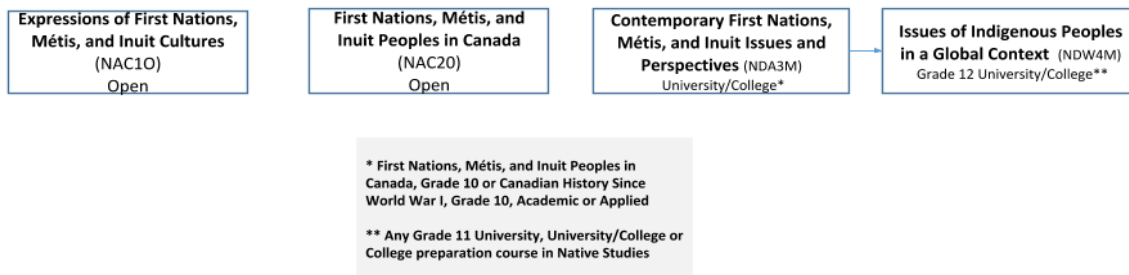 Expressions of First Nations,
Métis, and Inuit Cultures
(NAC1O)
Open
First Nations, Métis, and
Inuit Peoples in Canada
(NAC20)
Open
Contemporary First Nations,
Métis, and Inuit Issues and
Perspectives (NDA3M)
University/College*
Issues of Indigenous Peoples
in a Global Context (NDW4M)
Grade 12 University/College**
* First Nations, Métis, and Inuit Peoples in
Canada, Grade 10 or Canadian History Since
World War I, Grade 10, Academic or Applied
** Any Grade 11 University, University/College or
College preparation course in Native Studies